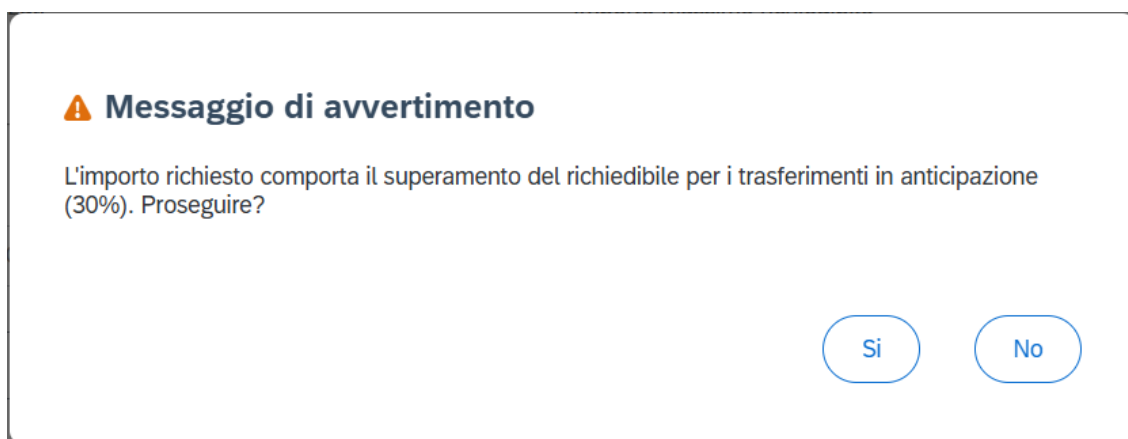 Messaggio di avvertimento
L'importo richiesto comporta il superamento del richiedibile per i trasferimenti in anticipazione
(30%). Proseguire?
Si No